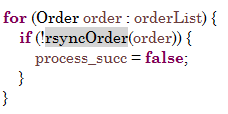 for (Order order : orderList) {
if (!rsyncOrder(order)) {
process_succ = false;
}
}